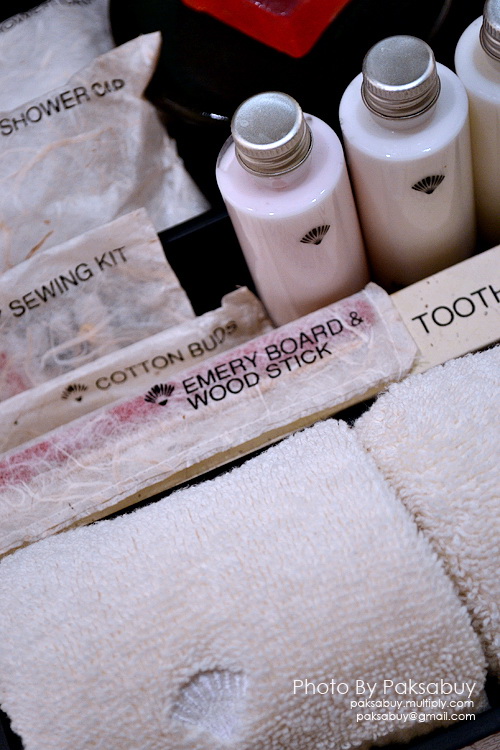 SHOWER CAP
SEWING KIT
COTTON BUDS
EMERY BOARD &
WOOD STICK
TOOTH
Photo By Paksabuy
paksabuy.multiply.com
paksabuy@gmail.com